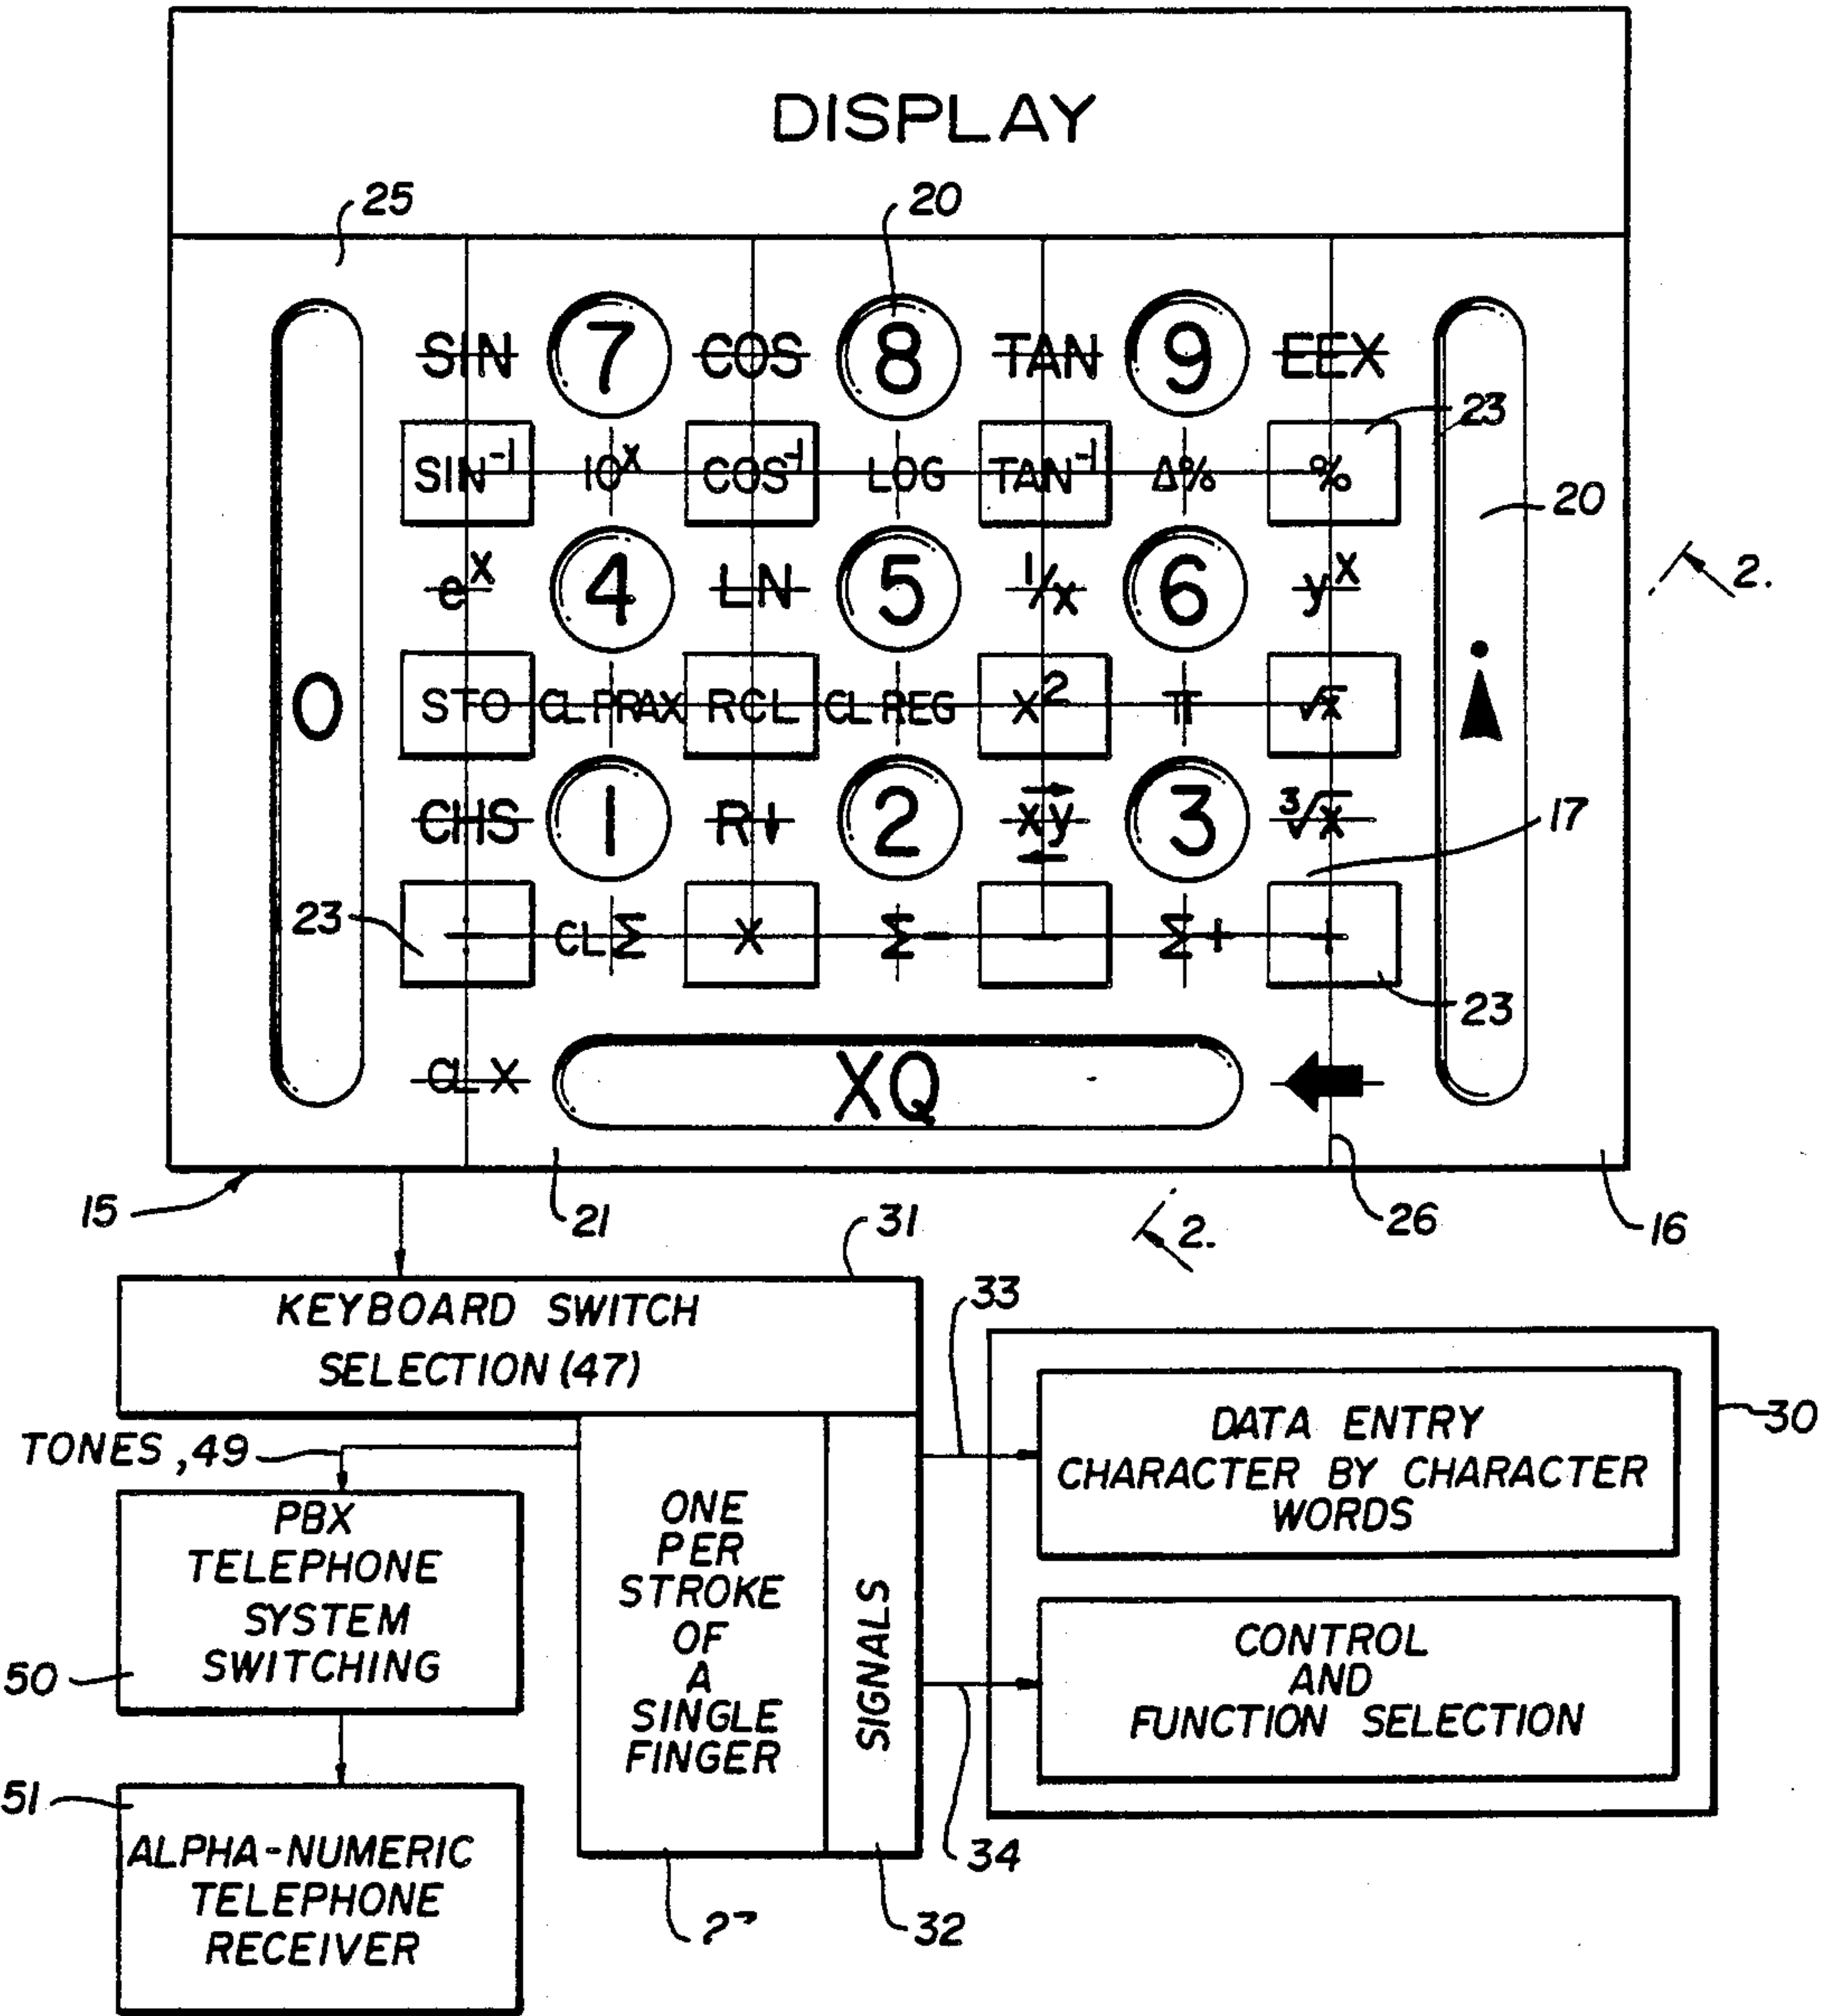 DISPLAY
25
20
SIN 7 COS 8 TAN 9 EEX
23
SIN⁻¹ 10ˣ COS⁻¹ LOG TAN⁻¹ Δ% %
20
eˣ 4 LN 5 1/x 6 yˣ
2.
0 STO CL PRAX RCL CL REG X² π √x .
CHS 1 R↓ 2 xy 3 ³√x
17
23 ÷ CLΣ X Σ- − Σ+ +
23
CLX XQ
15
21
26
16
2.
31
KEYBOARD SWITCH
SELECTION (47)
33
30
DATA ENTRY
CHARACTER BY CHARACTER
WORDS
TONES, 49
PBX
TELEPHONE
SYSTEM
SWITCHING
50
ONE
PER
STROKE
OF
A
SINGLE
FINGER
SIGNALS
CONTROL
AND
FUNCTION SELECTION
34
51
ALPHA-NUMERIC
TELEPHONE
RECEIVER
32